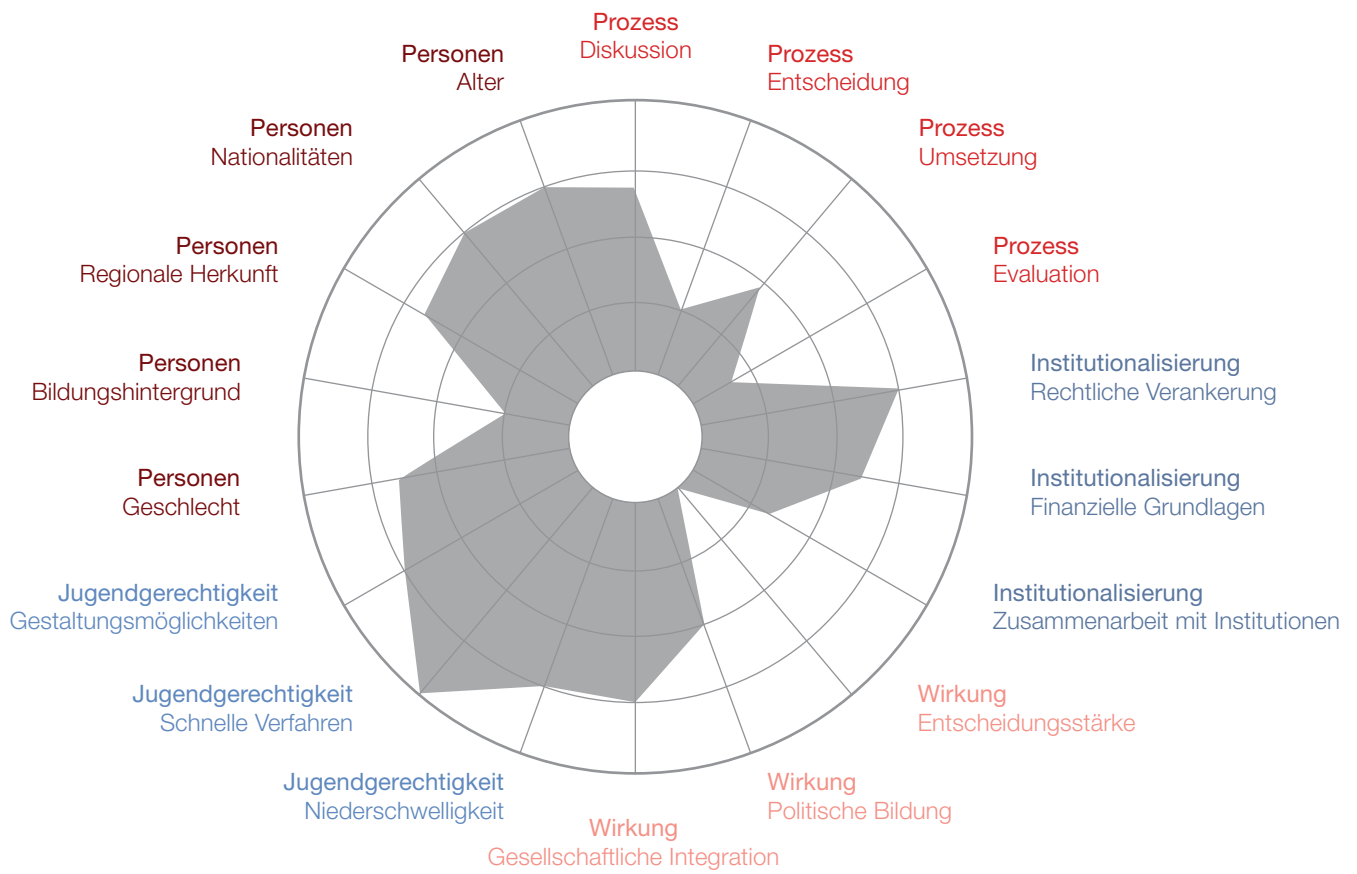 Prozess
Diskussion
Prozess
Entscheidung
Prozess
Umsetzung
Prozess
Evaluation
Institutionalisierung
Rechtliche Verankerung
Institutionalisierung
Finanzielle Grundlagen
Institutionalisierung
Zusammenarbeit mit Institutionen
Wirkung
Entscheidungsstärke
Wirkung
Politische Bildung
Wirkung
Gesellschaftliche Integration
Jugendgerechtigkeit
Niederschwelligkeit
Jugendgerechtigkeit
Schnelle Verfahren
Jugendgerechtigkeit
Gestaltungsmöglichkeiten
Personen
Geschlecht
Personen
Bildungshintergrund
Personen
Regionale Herkunft
Personen
Nationalitäten
Personen
Alter